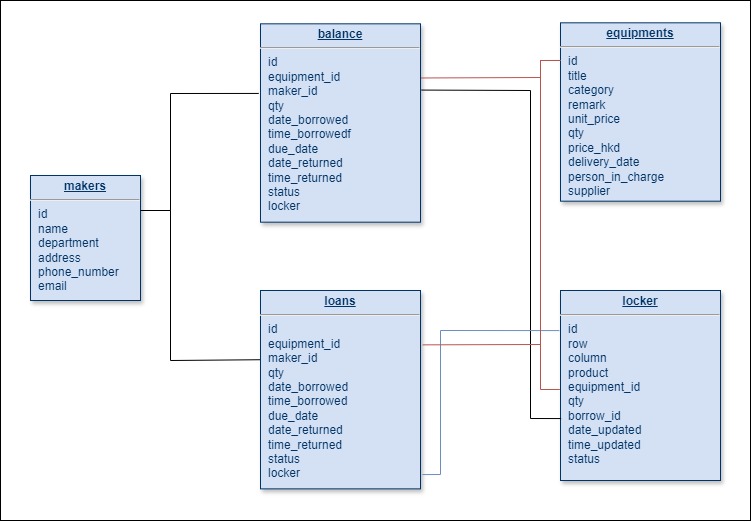 balance
id
equipment_id
maker_id
qty
date_borrowed
time_borrowedf
due_date
date_returned
time_returned
status
locker
equipments
id
title
category
remark
unit_price
qty
price_hkd
delivery_date
person_in_charge
supplier
makers
id
name
department
address
phone_number
email
loans
id
equipment_id
maker_id
qty
date_borrowed
time_borrowed
due_date
date_returned
time_returned
status
locker
locker
id
row
column
product
equipment_id
qty
borrow_id
date_updated
time_updated
status